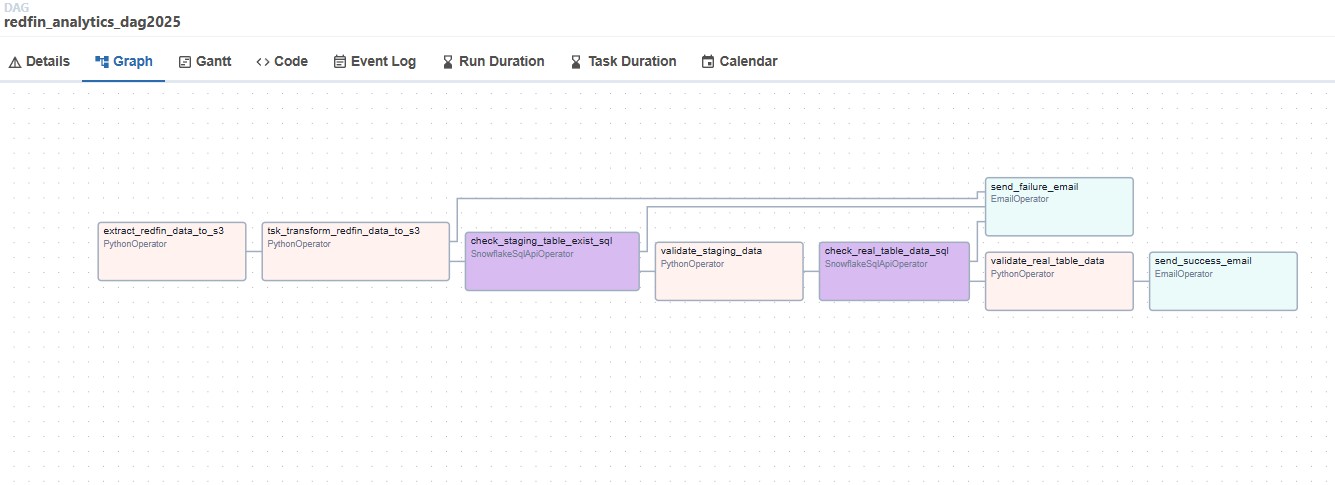 DAG
redfin_analytics_dag2025
Details Graph Gantt Code Event Log Run Duration Task Duration Calendar
send_failure_email
EmailOperator
extract_redfin_data_to_s3
PythonOperator
tsk_transform_redfin_data_to_s3
PythonOperator
check_staging_table_exist_sql
SnowflakeSqlApiOperator
validate_staging_data
PythonOperator
check_real_table_data_sql
SnowflakeSqlApiOperator
validate_real_table_data
PythonOperator
send_success_email
EmailOperator